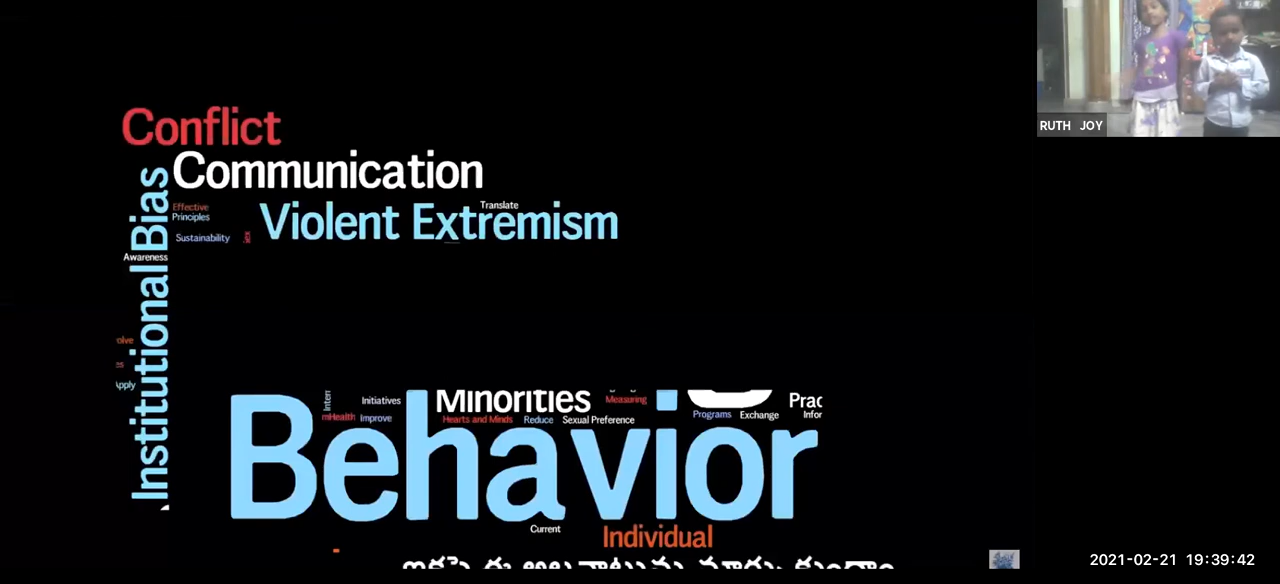 RUTH JOY
Conflict
Communication
Institutional Bias
Effective
Principles
Translate
Violent Extremism
Sustainability
Sex
Awareness
Apply
Initiatives
Minorities
Measuring
mHealth
Improve
Hearts and Minds
Reduce
Sexual Preference
Programs
Exchange
Behavior
Current
Individual
2021-02-21 19:39:42